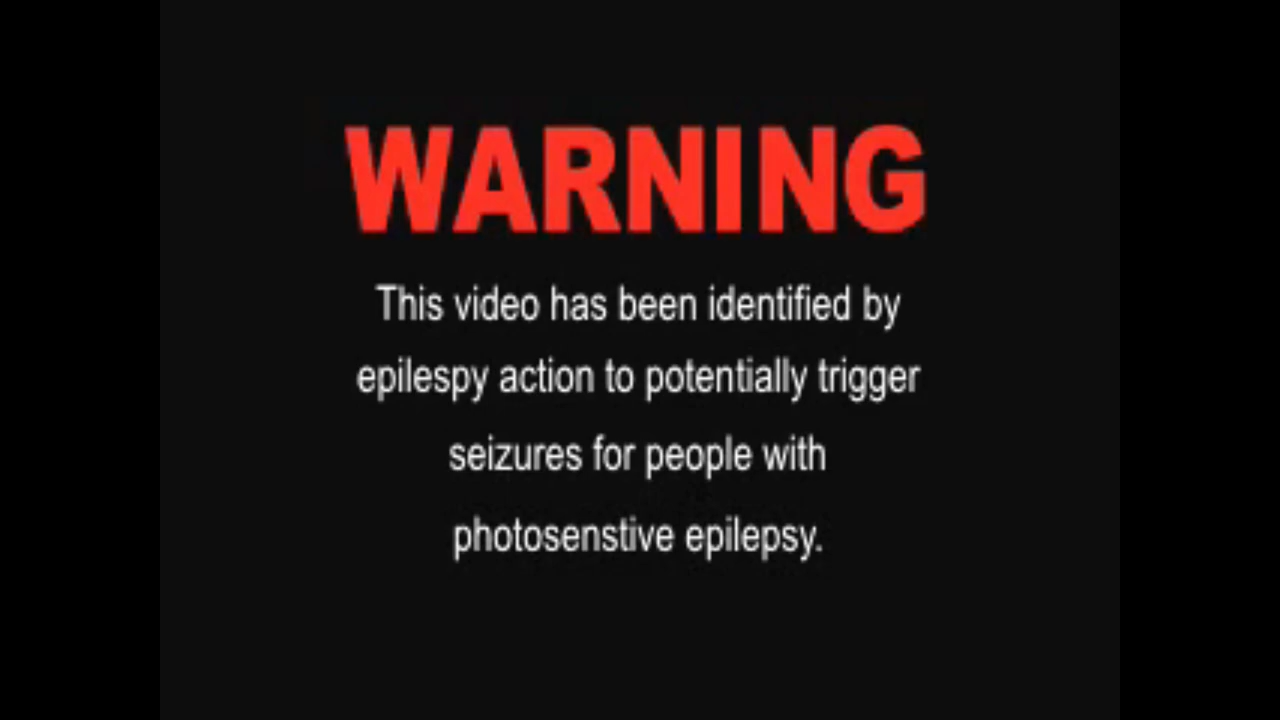 WARNING
This video has been identified by
epilespy action to potentially trigger
seizures for people with
photosenstive epilepsy.